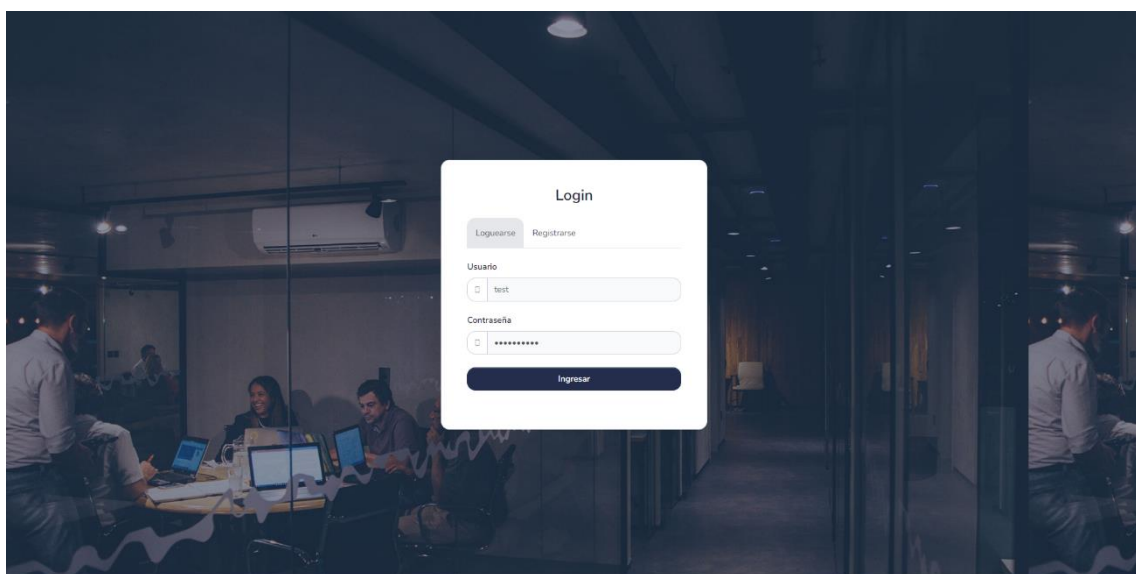 Login
Loguearse Registrarse
Usuario
test
Contraseña
••••••••••
Ingresar